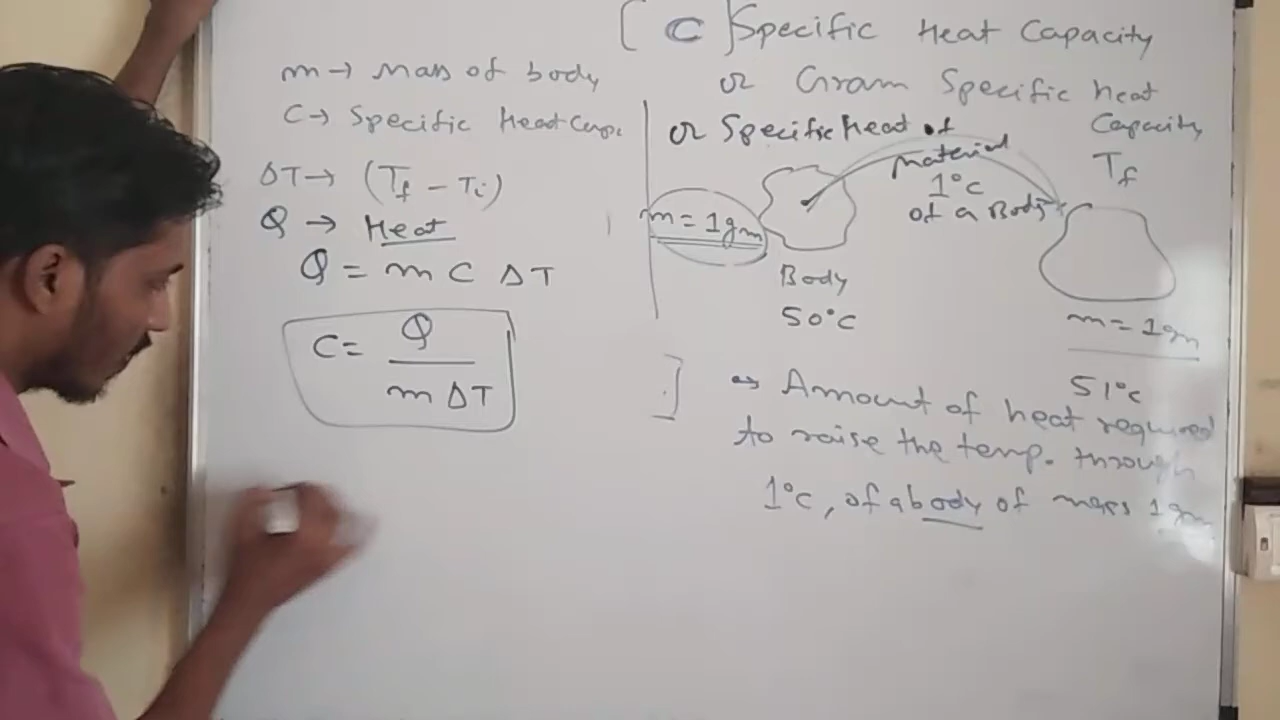 [ C ] Specific Heat Capacity
or Gram Specific heat Capacity
or Specific heat of material
m → Mass of body
C → Specific Heat Capa
ΔT → (Tf - Ti)
Q → Heat
Q = m C ΔT
C = Q / m ΔT
m = 1gm
Body
50°C
1°C
of a Body
Tf
m = 1gm
51°C
⇒ Amount of heat required
to raise the temp. through
1°C, of a body of mass 1gm